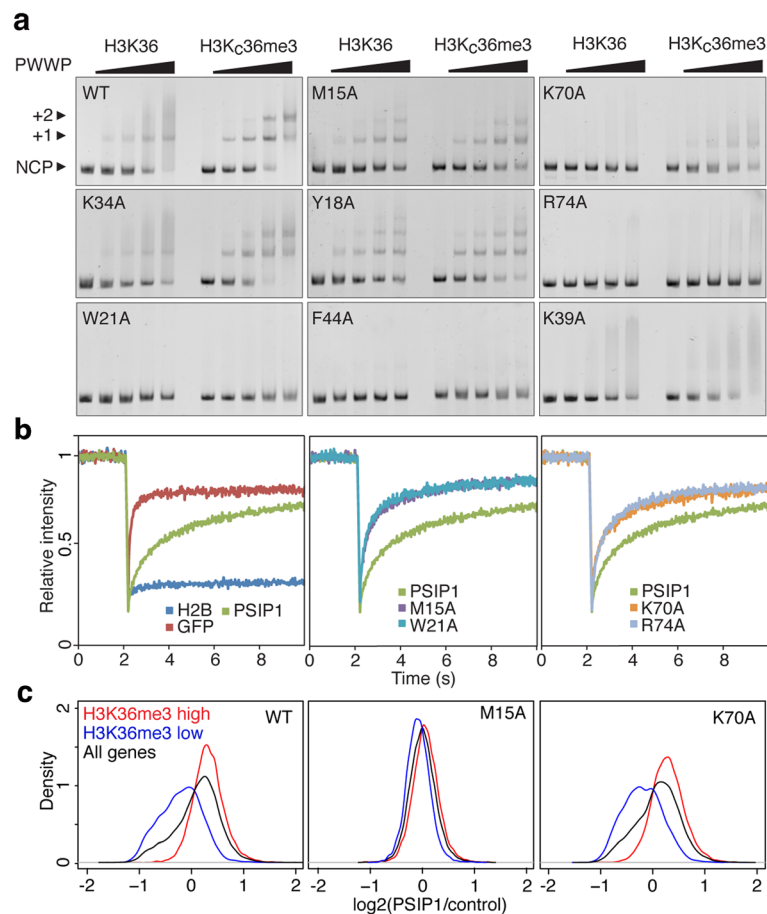 a
H3K36 H3KC36me3 H3K36 H3KC36me3 H3K36 H3KC36me3
PWWP
WT M15A K70A
+2
+1
NCP
K34A Y18A R74A
W21A F44A K39A
b
1
0.5
0
Relative intensity
H2B PSIP1
GFP
PSIP1
M15A
W21A
PSIP1
K70A
R74A
0 2 4 6 8 0 2 4 6 8 0 2 4 6 8
Time (s)
c
H3K36me3 high
H3K36me3 low
All genes
WT M15A K70A
2
1
0
Density
-2 -1 0 1 2 -2 -1 0 1 2 -2 -1 0 1 2
log2(PSIP1/control)